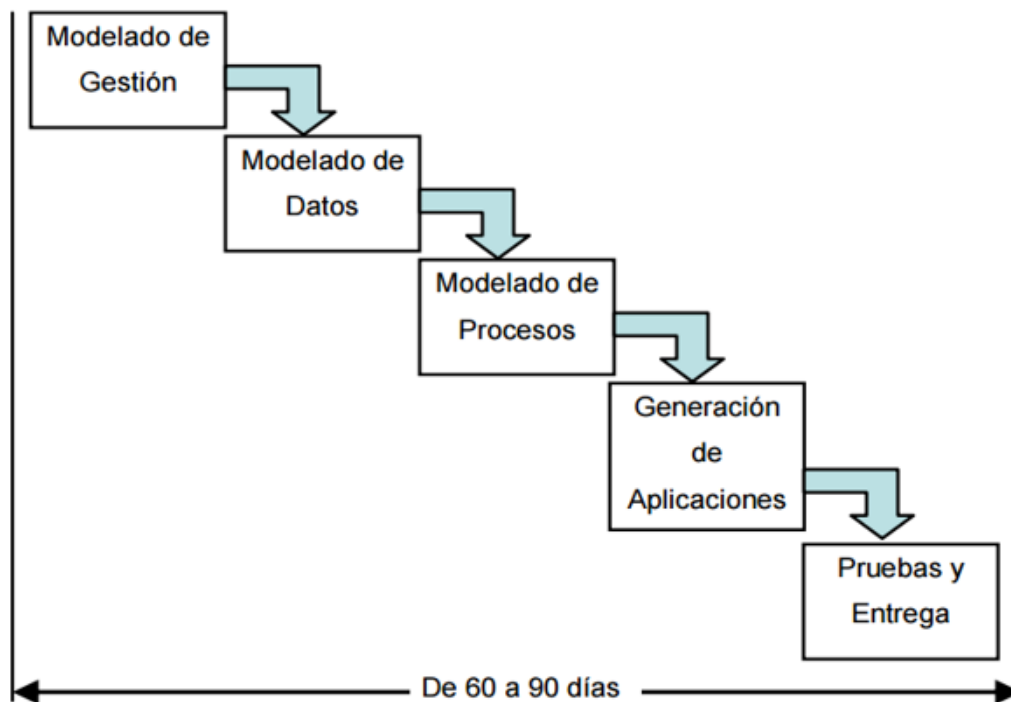 Modelado de
Gestión
Modelado de
Datos
Modelado de
Procesos
Generación
de
Aplicaciones
Pruebas y
Entrega
De 60 a 90 días